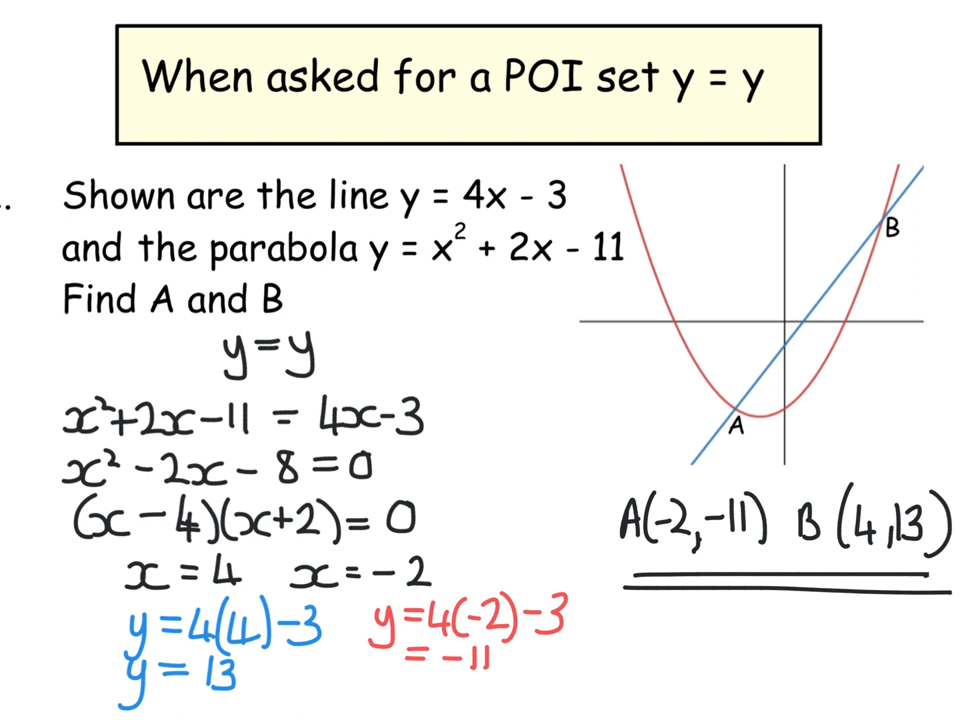 When asked for a POI set y = y
Shown are the line y = 4x - 3
and the parabola y = x² + 2x - 11
Find A and B
B
A
y = y
x² + 2x - 11 = 4x - 3
x² - 2x - 8 = 0
(x - 4)(x + 2) = 0
x = 4 x = -2
y = 4(4) - 3
y = 13
y = 4(-2) - 3
= -11
A(-2, -11) B (4, 13)